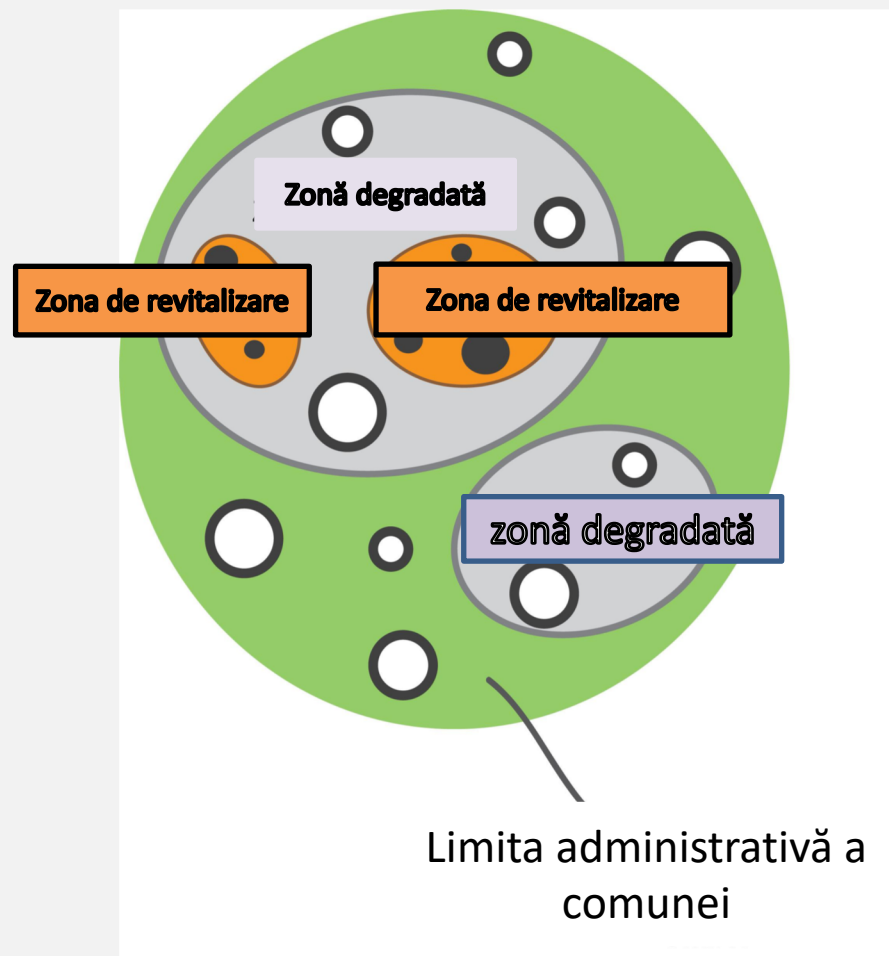 Zonă degradată
Zona de revitalizare
Zona de revitalizare
zonă degradată
Limita administrativă a
comunei